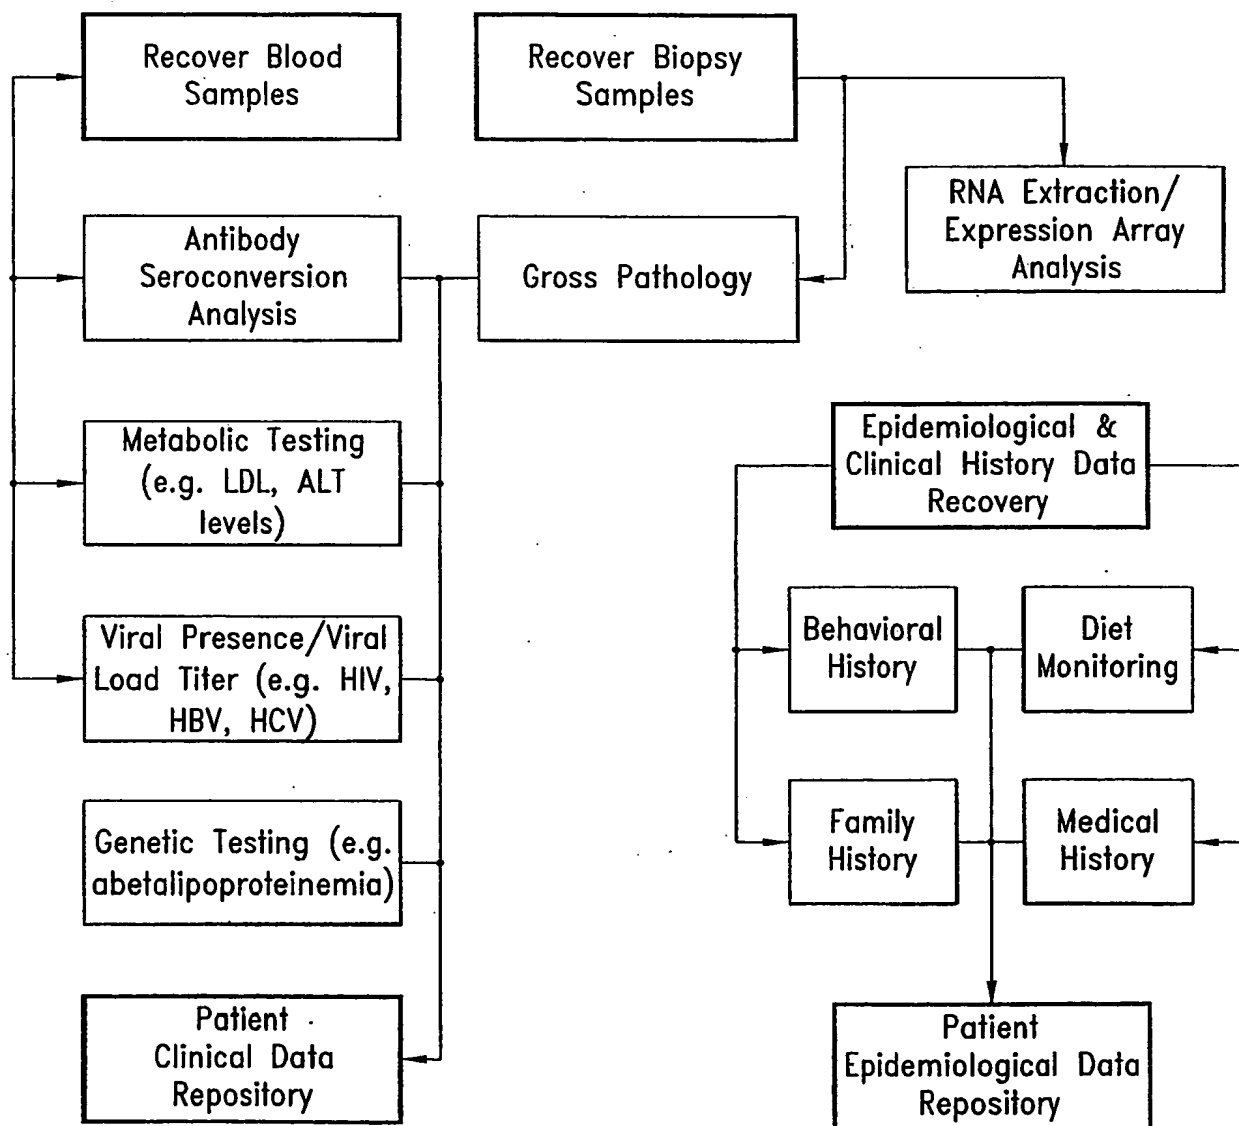 Recover Blood
Samples
Recover Biopsy
Samples
RNA Extraction/
Expression Array
Analysis
Antibody
Seroconversion
Analysis
Gross Pathology
Metabolic Testing
(e.g. LDL, ALT
levels)
Epidemiological &
Clinical History Data
Recovery
Viral Presence/Viral
Load Titer (e.g. HIV,
HBV, HCV)
Behavioral
History
Diet
Monitoring
Genetic Testing (e.g.
abetalipoproteinemia)
Family
History
Medical
History
Patient
Clinical Data
Repository
Patient
Epidemiological Data
Repository